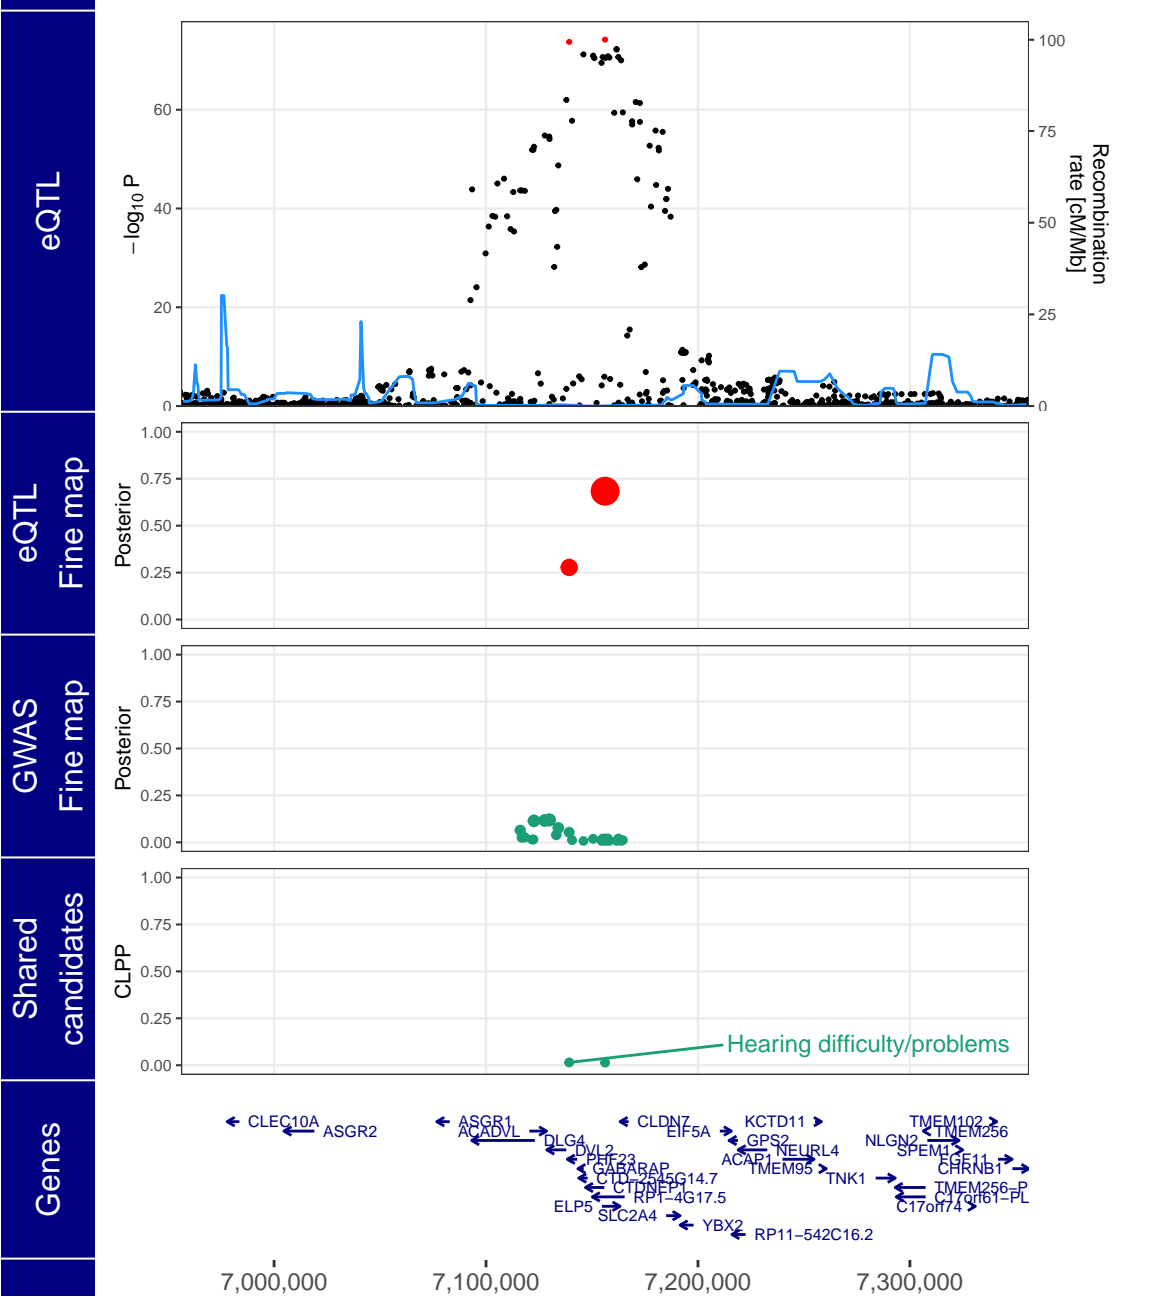 eQTL
−log10 P
60
40
20
0
100
75
50
25
0
Recombination
rate [cM/Mb]
eQTL
Fine map
Posterior
1.00
0.75
0.50
0.25
0.00
GWAS
Fine map
Posterior
1.00
0.75
0.50
0.25
0.00
Shared
candidates
CLPP
1.00
0.75
0.50
0.25
0.00
Hearing difficulty/problems
Genes
CLEC10A ASGR1 CLDN7 KCTD11 TMEM102
ASGR2 ACADVL EIF5A TMEM256
DLG4 GPS2 NLGN2
DVL2 NEURL4 SPEM1
PHF23 ACAP1 FGF11
GABARAP TMEM95 CHRNB1
CTD−2545G14.7 TNK1
CTDNEP1 TMEM256−P
RP1−4G17.5 C17orf61−PL
ELP5 C17orf74
SLC2A4
YBX2
RP11−542C16.2
7,000,000 7,100,000 7,200,000 7,300,000